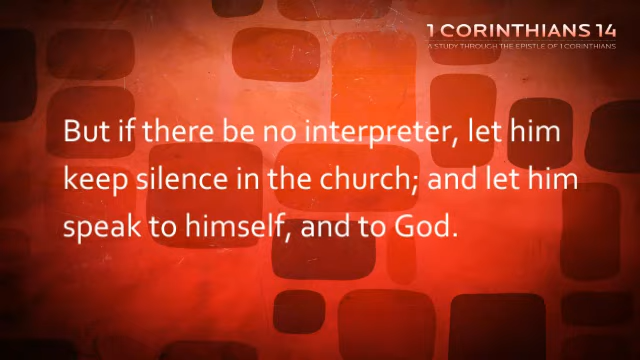 1 CORINTHIANS 14
A STUDY THROUGH THE EPISTLE OF 1 CORINTHIANS
But if there be no interpreter, let him
keep silence in the church; and let him
speak to himself, and to God.